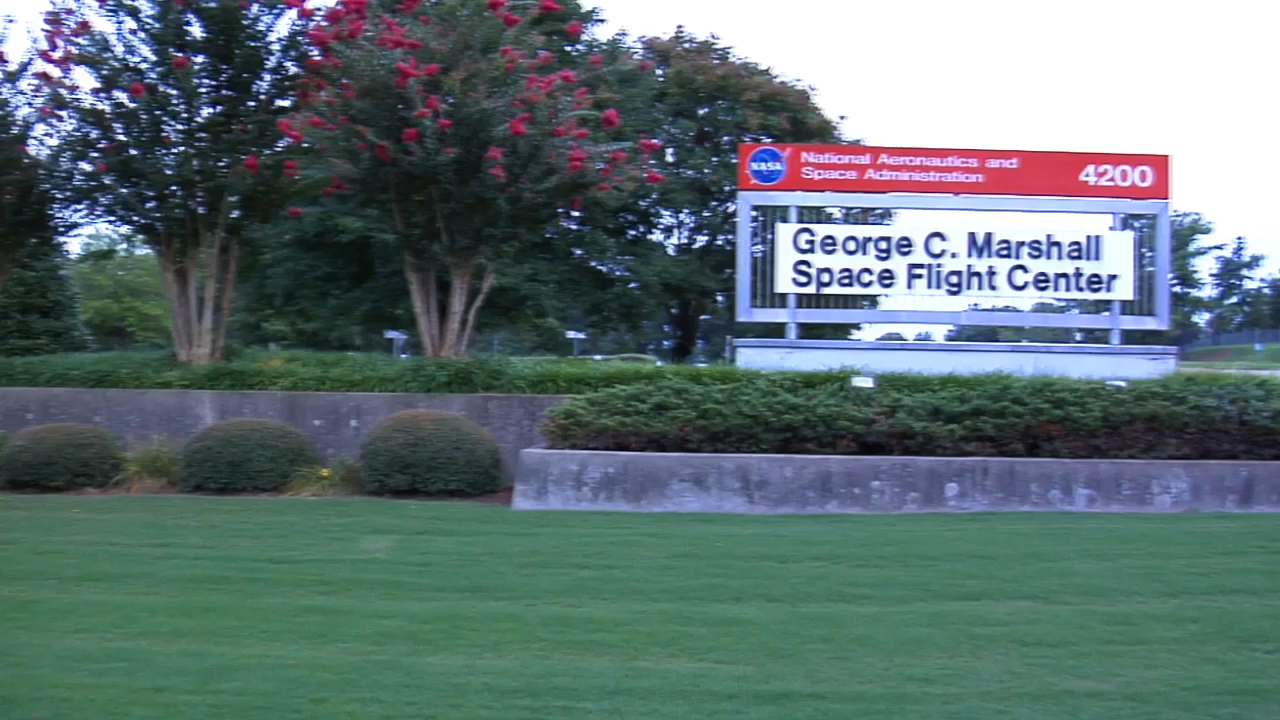 NASA
National Aeronautics and
Space Administration
4200
George C. Marshall
Space Flight Center